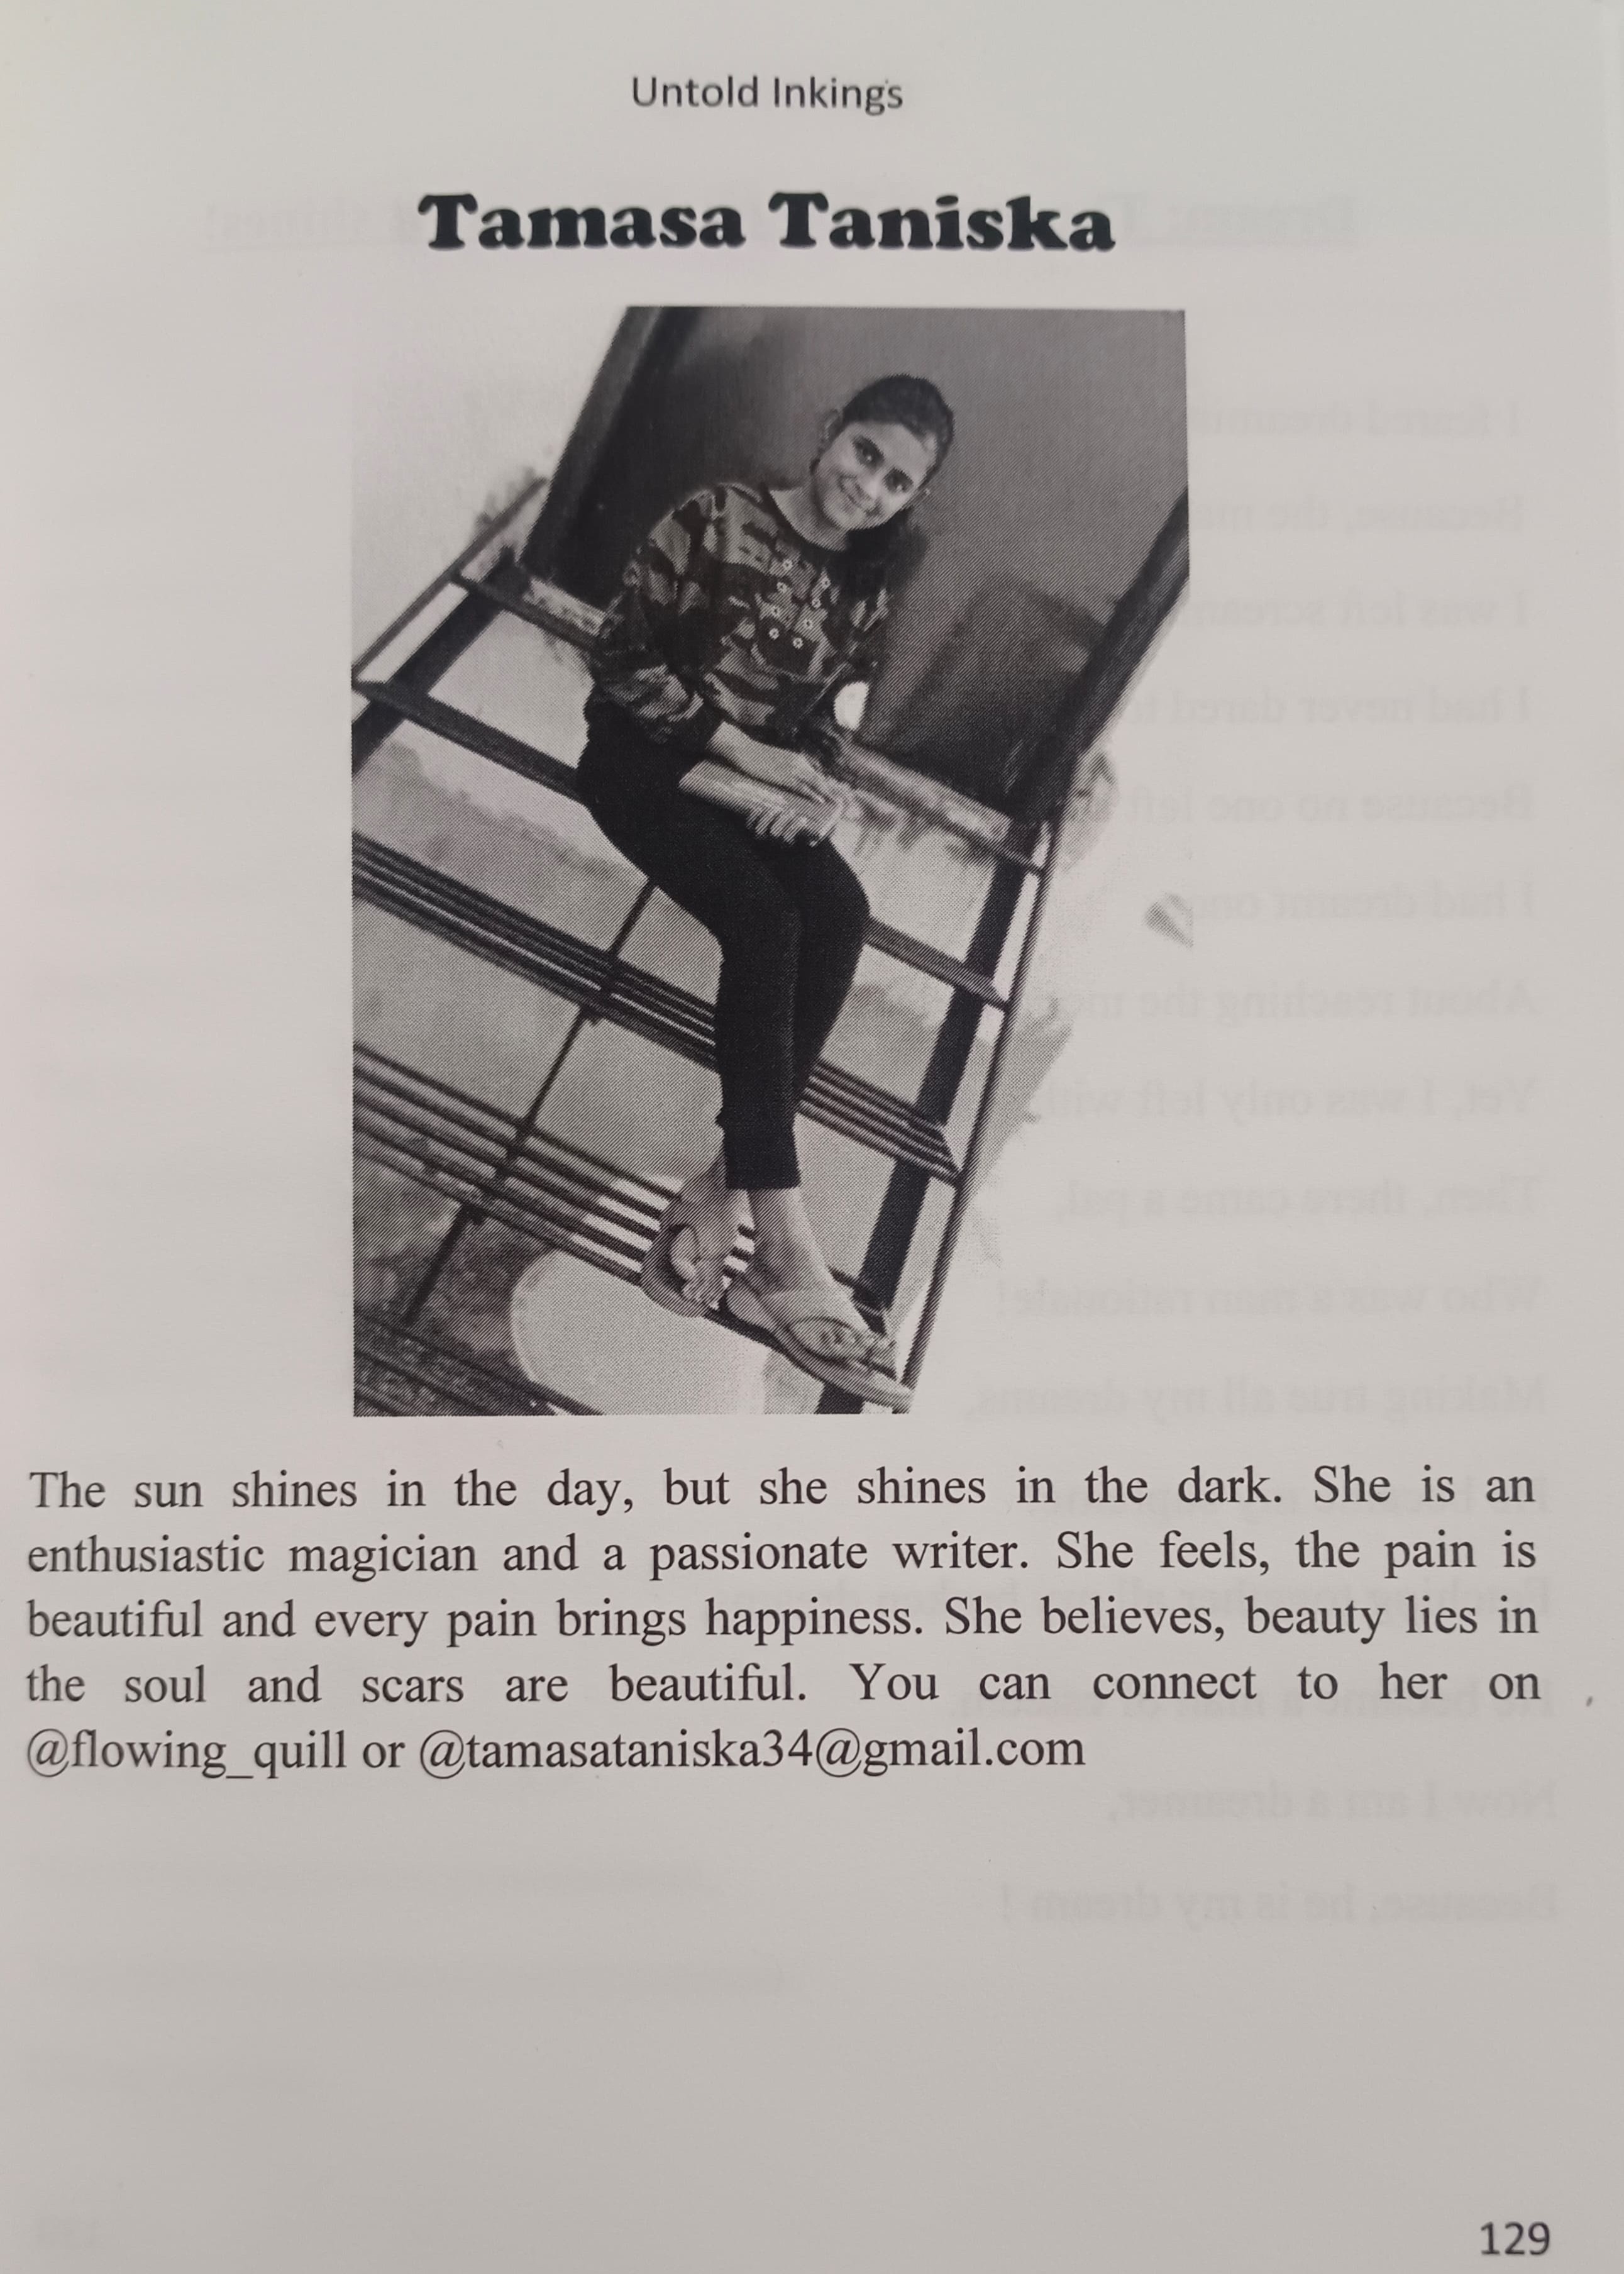 Untold Inkings
Tamasa Taniska
The sun shines in the day, but she shines in the dark. She is an
enthusiastic magician and a passionate writer. She feels, the pain is
beautiful and every pain brings happiness. She believes, beauty lies in
the soul and scars are beautiful. You can connect to her on
@flowing_quill or @tamasataniska34@gmail.com
129